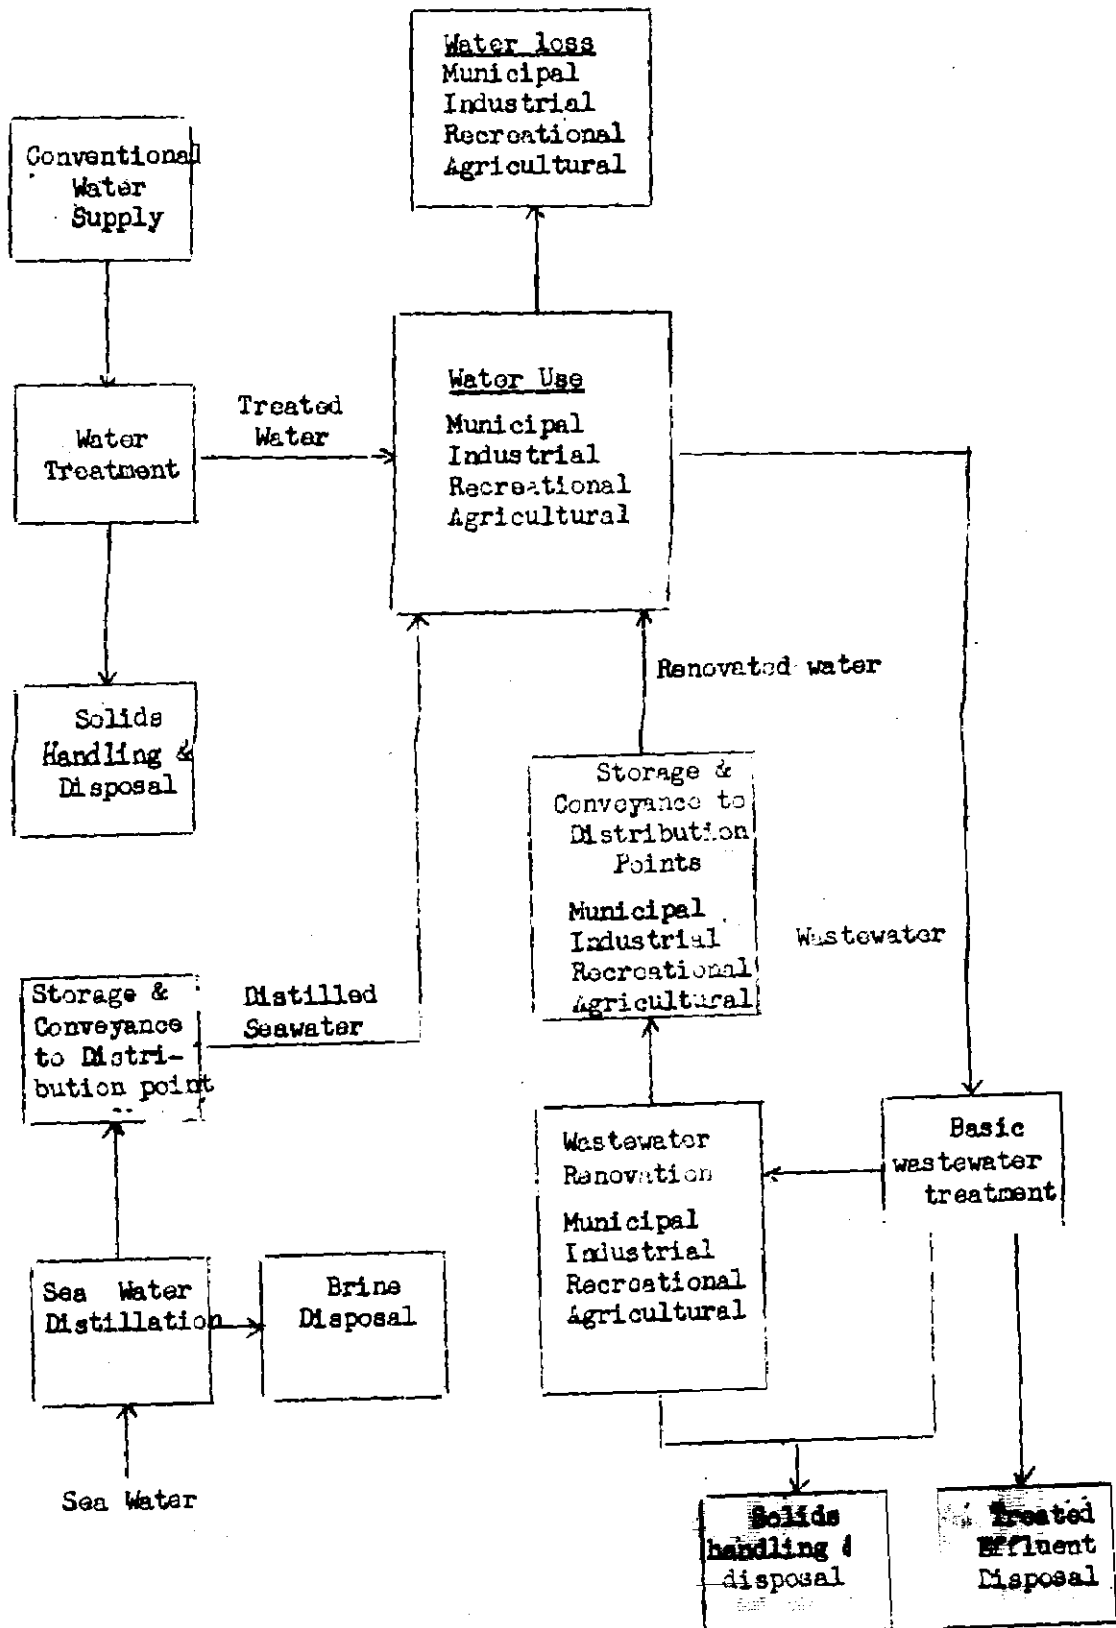 Water loss
Municipal
Industrial
Recreational
Agricultural
Conventional
Water
Supply
Water Use
Municipal
Industrial
Recreational
Agricultural
Treated
Water
Water
Treatment
Renovated water
Solids
Handling &
Disposal
Storage &
Conveyance to
Distribution
Points
Municipal
Industrial
Recreational
Agricultural
Wastewater
Storage &
Conveyance
to Distri-
bution point
Distilled
Seawater
Wastewater
Renovation
Municipal
Industrial
Recreational
Agricultural
Basic
wastewater
treatment
Sea Water
Distillation
Brine
Disposal
Sea Water
Solids
handling &
disposal
Treated
Effluent
Disposal